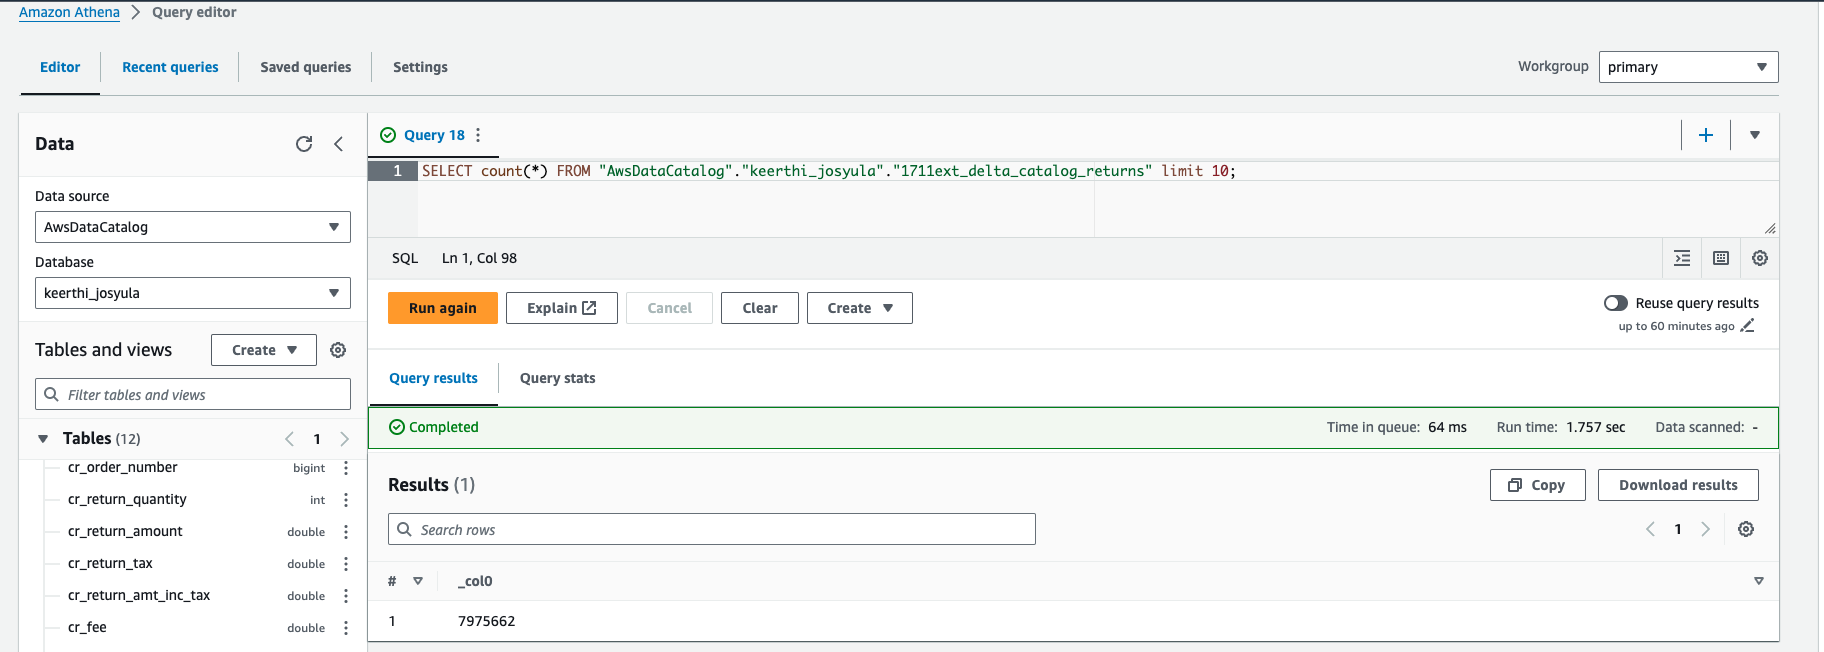 Amazon Athena > Query editor
Editor Recent queries Saved queries Settings
Workgroup primary
Data
Data source
AwsDataCatalog
Database
keerthi_josyula
Tables and views Create
Filter tables and views
Tables (12) 1
cr_order_number bigint
cr_return_quantity int
cr_return_amount double
cr_return_tax double
cr_return_amt_inc_tax double
cr_fee double
Query 18
1 SELECT count(*) FROM "AwsDataCatalog"."keerthi_josyula"."1711ext_delta_catalog_returns" limit 10;
SQL Ln 1, Col 98
Run again Explain Cancel Clear Create
Reuse query results
up to 60 minutes ago
Query results Query stats
Completed Time in queue: 64 ms Run time: 1.757 sec Data scanned: -
Results (1) Copy Download results
Search rows 1
# _col0
1 7975662